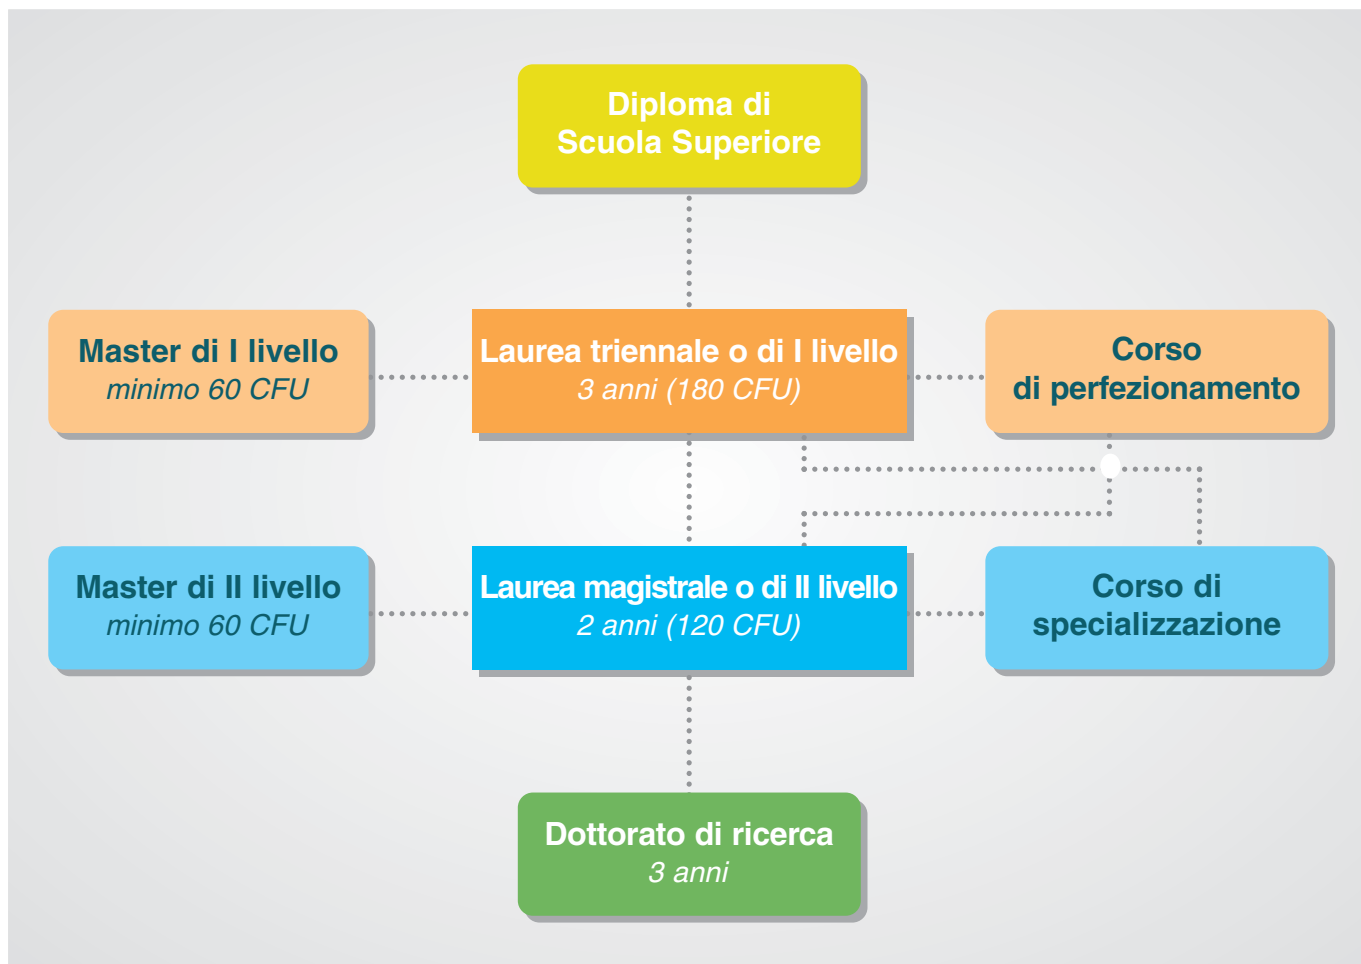 Diploma di
Scuola Superiore
Master di I livello
minimo 60 CFU
Laurea triennale o di I livello
3 anni (180 CFU)
Corso
di perfezionamento
Master di II livello
minimo 60 CFU
Laurea magistrale o di II livello
2 anni (120 CFU)
Corso di
specializzazione
Dottorato di ricerca
3 anni